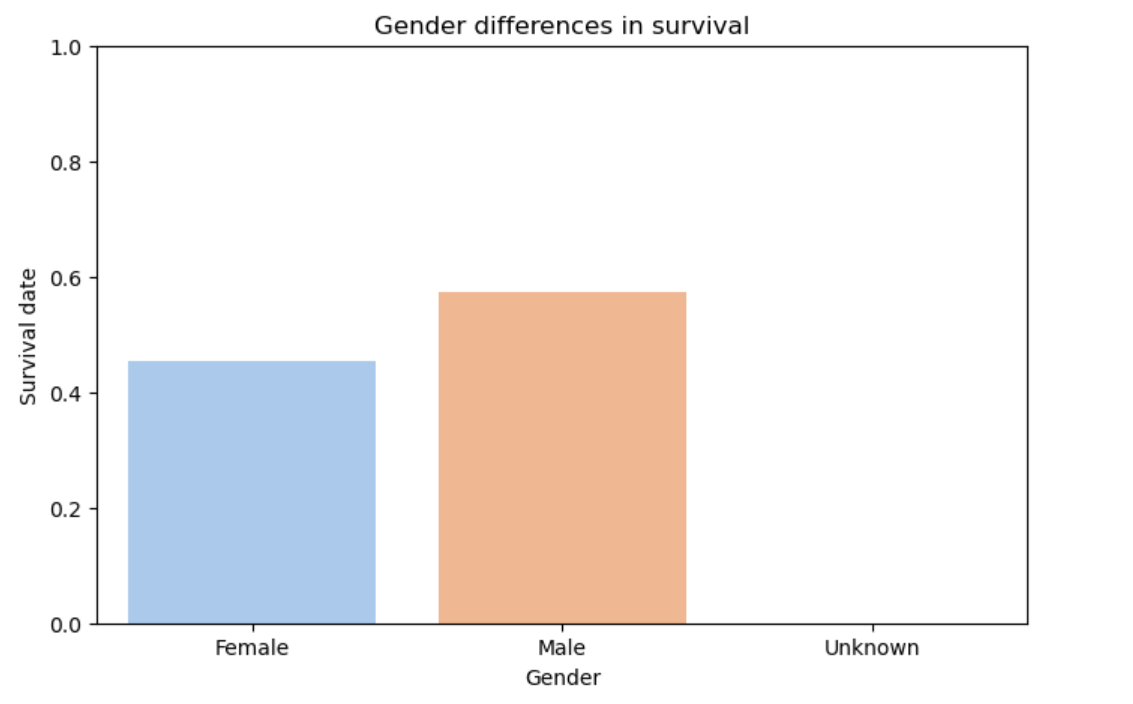 Gender differences in survival
1.0
0.8
0.6
0.4
0.2
0.0
Survival date
Female Male Unknown
Gender